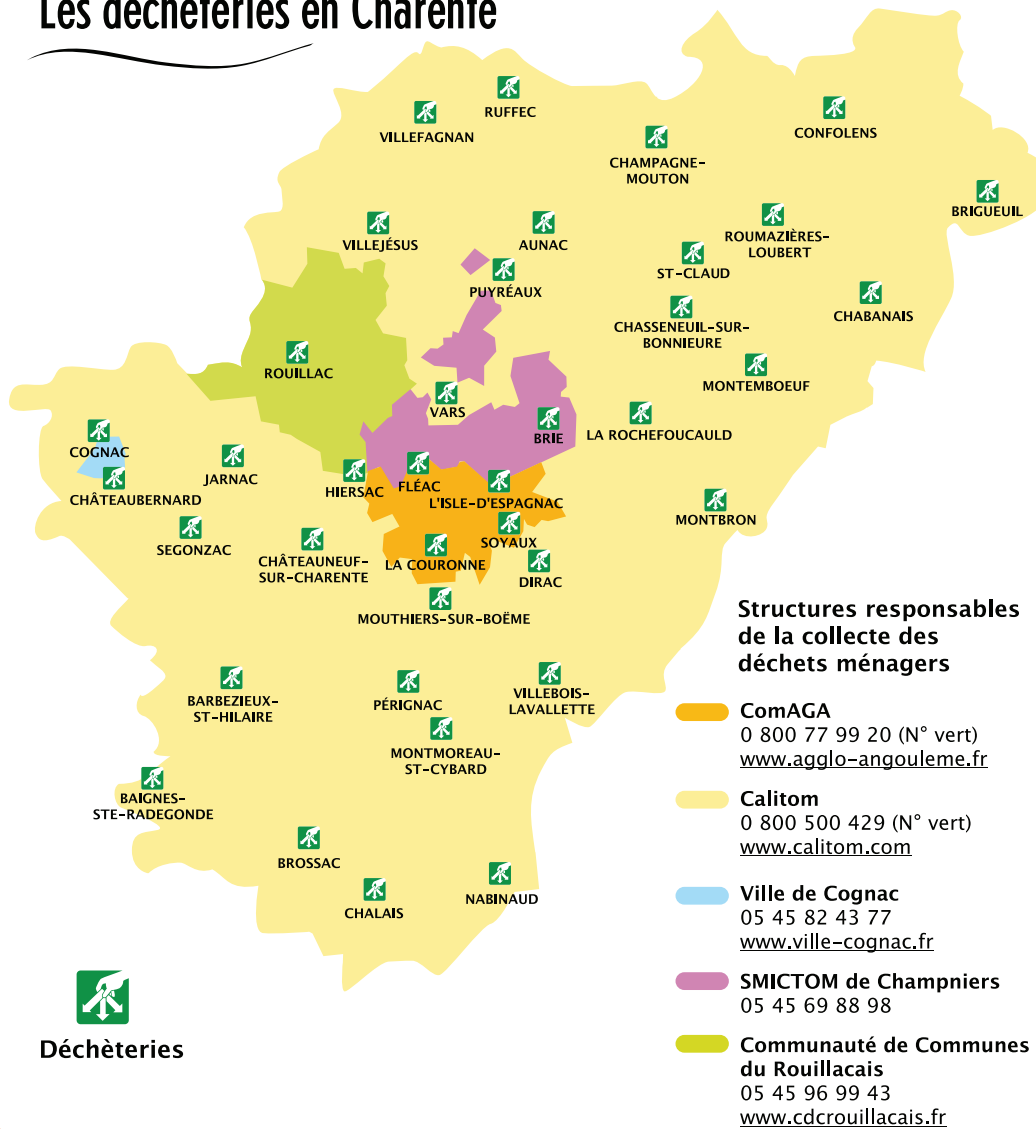 Les déchèteries en Charente
RUFFEC
VILLEFAGNAN
CONFOLENS
CHAMPAGNE-
MOUTON
BRIGUEUIL
VILLEJÉSUS
AUNAC
ROUMAZIÈRES-
LOUBERT
ST-CLAUD
PUYRÉAUX
CHABANAIS
CHASSENEUIL-SUR-
BONNIEURE
ROUILLAC
MONTEMBOEUF
VARS
BRIE
LA ROCHEFOUCAULD
COGNAC
JARNAC
CHÂTEAUBERNARD
HIERSAC
FLÉAC
L'ISLE-D'ESPAGNAC
MONTBRON
SEGONZAC
SOYAUX
CHÂTEAUNEUF-
SUR-CHARENTE
LA COURONNE
DIRAC
MOUTHIERS-SUR-BOËME
BARBEZIEUX-
ST-HILAIRE
PÉRIGNAC
VILLEBOIS-
LAVALLETTE
MONTMOREAU-
ST-CYBARD
BAIGNES-
STE-RADEGONDE
BROSSAC
CHALAIS
NABINAUD
Déchèteries
Structures responsables
de la collecte des
déchets ménagers
ComAGA
0 800 77 99 20 (N° vert)
www.agglo-angouleme.fr
Calitom
0 800 500 429 (N° vert)
www.calitom.com
Ville de Cognac
05 45 82 43 77
www.ville-cognac.fr
SMICTOM de Champniers
05 45 69 88 98
Communauté de Communes
du Rouillacais
05 45 96 99 43
www.cdcrouillacais.fr